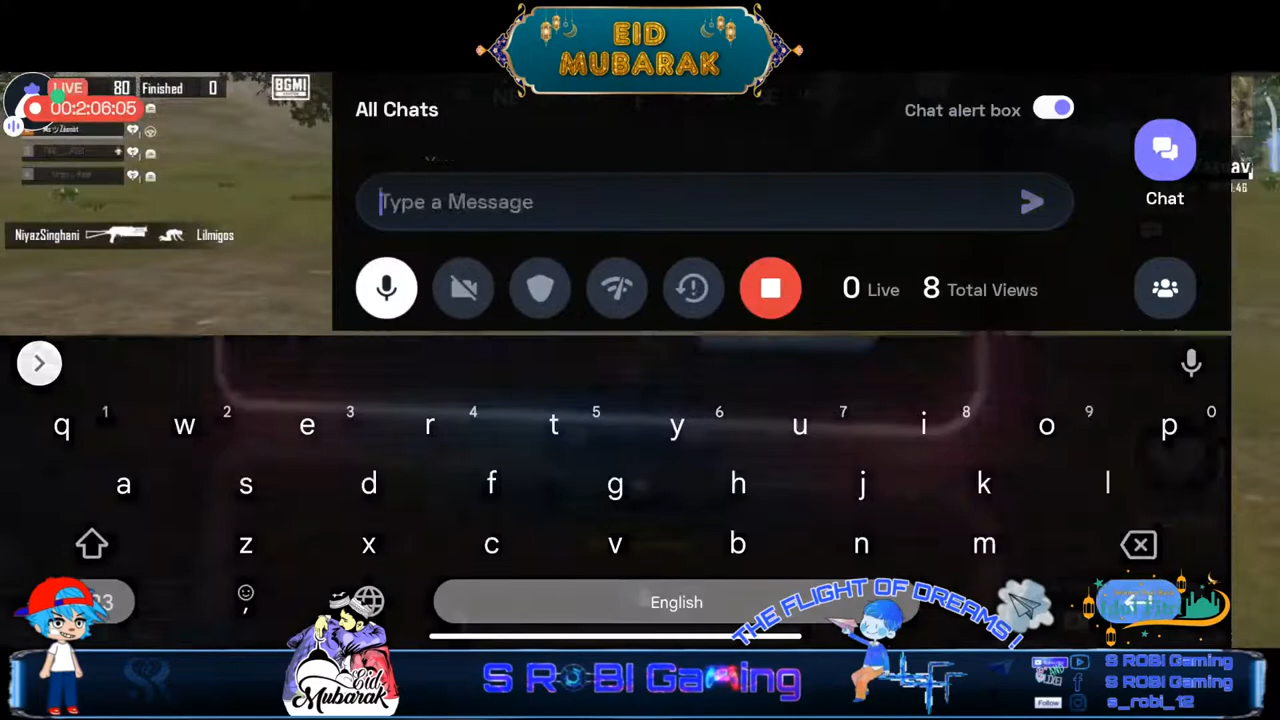 EID
MUBARAK
LIVE
80
Finished
0
BGMI
00:2:06:05
All Chats
Chat alert box
Type a Message
Chat
NiyazSinghani
Lilmigos
0 Live
8 Total Views
q 1 w 2 e 3 r 4 t 5 y 6 u 7 i 8 o 9 p 0
a s d f g h j k l
z x c v b n m
,
English
THE FLIGHT OF DREAMS !
Eid
Mubarak
S ROBI GamiNG
S ROBI Gaming
S ROBI Gaming
Follow
s_robi_12